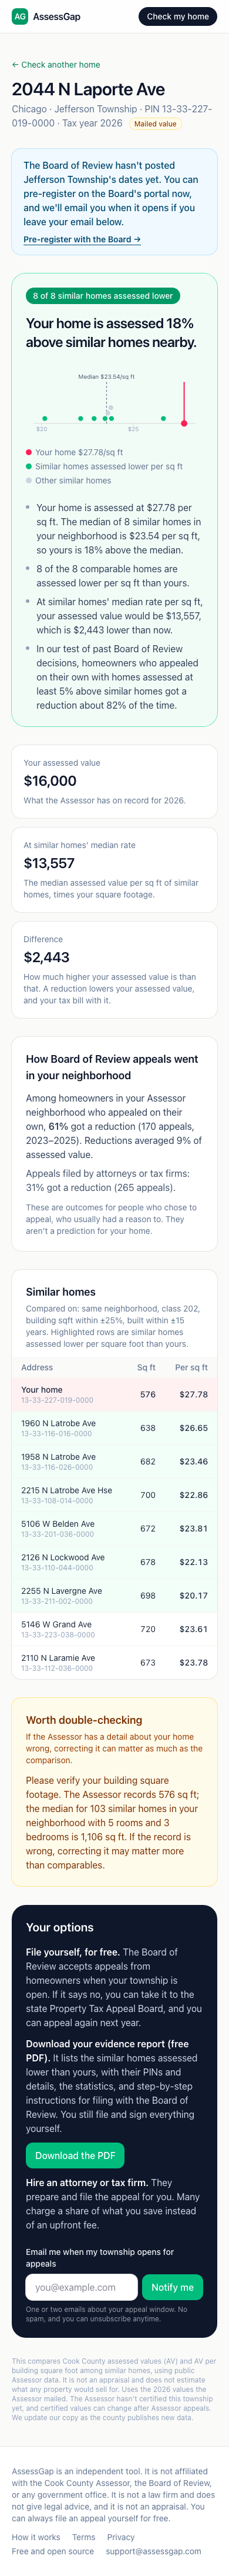 AG AssessGap Check my home
← Check another home
2044 N Laporte Ave
Chicago · Jefferson Township · PIN 13-33-227-
019-0000 · Tax year 2026 Mailed value
The Board of Review hasn't posted
Jefferson Township's dates yet. You can
pre-register on the Board's portal now,
and we'll email you when it opens if you
leave your email below.
Pre-register with the Board →
8 of 8 similar homes assessed lower
Your home is assessed 18%
above similar homes nearby.
Median $23.54/sq ft
$20 $25
Your home $27.78/sq ft
Similar homes assessed lower per sq ft
Other similar homes
• Your home is assessed at $27.78 per
sq ft. The median of 8 similar homes in
your neighborhood is $23.54 per sq ft,
so yours is 18% above the median.
• 8 of the 8 comparable homes are
assessed lower per sq ft than yours.
• At similar homes' median rate per sq ft,
your assessed value would be $13,557,
which is $2,443 lower than now.
• In our test of past Board of Review
decisions, homeowners who appealed
on their own with homes assessed at
least 5% above similar homes got a
reduction about 82% of the time.
Your assessed value
$16,000
What the Assessor has on record for 2026.
At similar homes' median rate
$13,557
The median assessed value per sq ft of similar
homes, times your square footage.
Difference
$2,443
How much higher your assessed value is than
that. A reduction lowers your assessed value,
and your tax bill with it.
How Board of Review appeals went
in your neighborhood
Among homeowners in your Assessor
neighborhood who appealed on their
own, 61% got a reduction (170 appeals,
2023–2025). Reductions averaged 9% of
assessed value.
Appeals filed by attorneys or tax firms:
31% got a reduction (265 appeals).
These are outcomes for people who chose to
appeal, who usually had a reason to. They
aren't a prediction for your home.
Similar homes
Compared on: same neighborhood, class 202,
building sqft within ±25%, built within ±15
years. Highlighted rows are similar homes
assessed lower per square foot than yours.
Address Sq ft Per sq ft
Your home 576 $27.78
13-33-227-019-0000
1960 N Latrobe Ave 638 $26.65
13-33-116-016-0000
1958 N Latrobe Ave 682 $23.46
13-33-116-026-0000
2215 N Latrobe Ave Hse 700 $22.86
13-33-108-014-0000
5106 W Belden Ave 672 $23.81
13-33-201-036-0000
2126 N Lockwood Ave 678 $22.13
13-33-110-044-0000
2255 N Lavergne Ave 698 $20.17
13-33-211-002-0000
5146 W Grand Ave 720 $23.61
13-33-223-038-0000
2110 N Laramie Ave 673 $23.78
13-33-112-036-0000
Worth double-checking
If the Assessor has a detail about your home
wrong, correcting it can matter as much as the
comparison.
Please verify your building square
footage. The Assessor records 576 sq ft;
the median for 103 similar homes in your
neighborhood with 5 rooms and 3
bedrooms is 1,106 sq ft. If the record is
wrong, correcting it may matter more
than comparables.
Your options
File yourself, for free. The Board of
Review accepts appeals from
homeowners when your township is
open. If it says no, you can take it to the
state Property Tax Appeal Board, and you
can appeal again next year.
Download your evidence report (free
PDF). It lists the similar homes assessed
lower than yours, with their PINs and
details, the statistics, and step-by-step
instructions for filing with the Board of
Review. You still file and sign everything
yourself.
Download the PDF
Hire an attorney or tax firm. They
prepare and file the appeal for you. Many
charge a share of what you save instead
of an upfront fee.
Email me when my township opens for
appeals
you@example.com Notify me
One or two emails about your appeal window. No
spam, and you can unsubscribe anytime.
This compares Cook County assessed values (AV) and AV per
building square foot among similar homes, using public
Assessor data. It is not an appraisal and does not estimate
what any property would sell for. Uses the 2026 values the
Assessor mailed. The Assessor hasn't certified this township
yet, and certified values can change after Assessor appeals.
We update our copy as the county publishes new data.
AssessGap is an independent tool. It is not affiliated
with the Cook County Assessor, the Board of Review,
or any government office. It is not a law firm and does
not give legal advice, and it is not an appraisal. You
can always file an appeal yourself for free.
How it works Terms Privacy
Free and open source support@assessgap.com